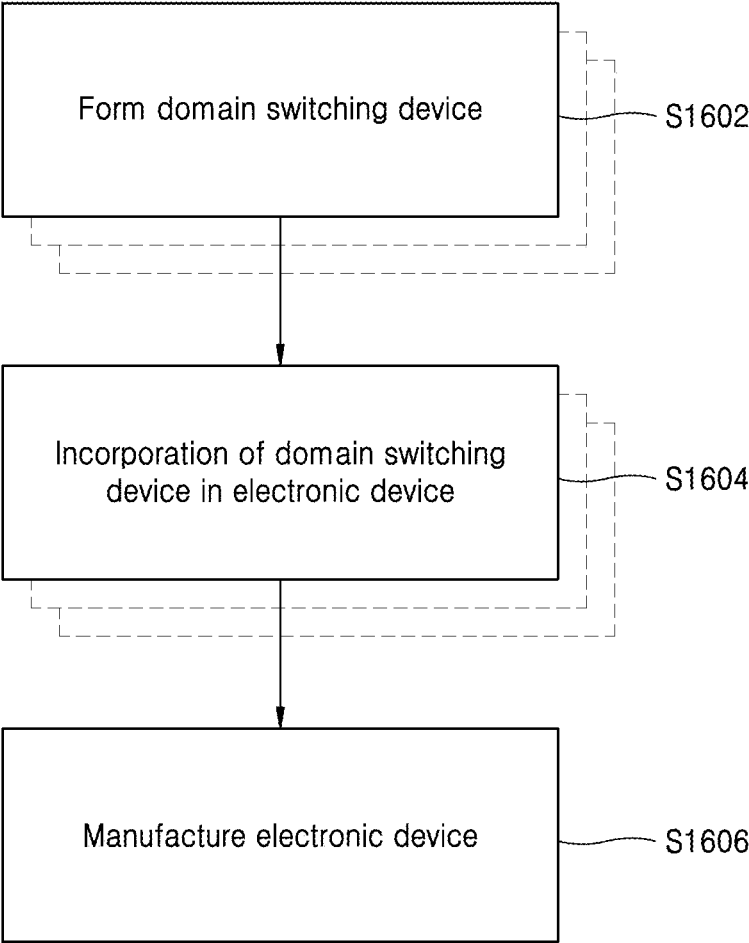 Form domain switching device
S1602
Incorporation of domain switching
device in electronic device
S1604
Manufacture electronic device
S1606